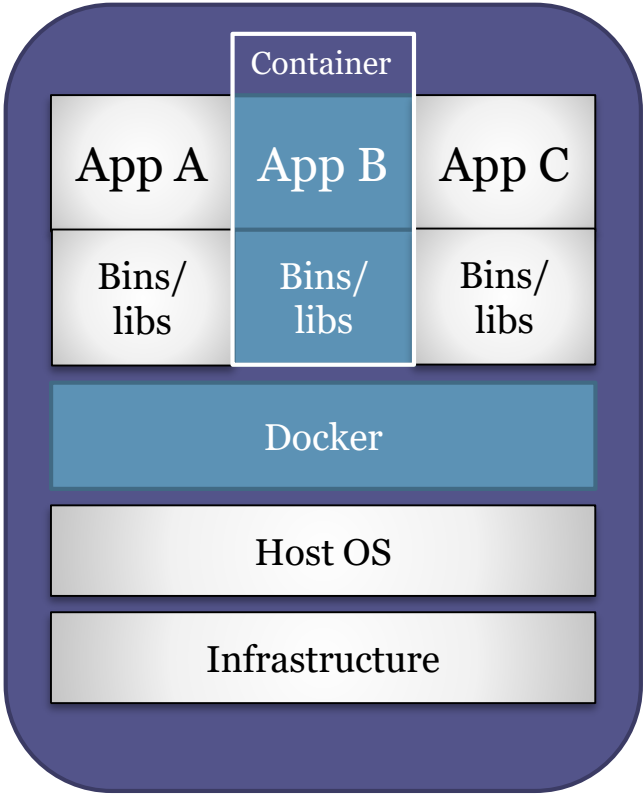 Container
App A
App B
App C
Bins/
libs
Bins/
libs
Bins/
libs
Docker
Host OS
Infrastructure